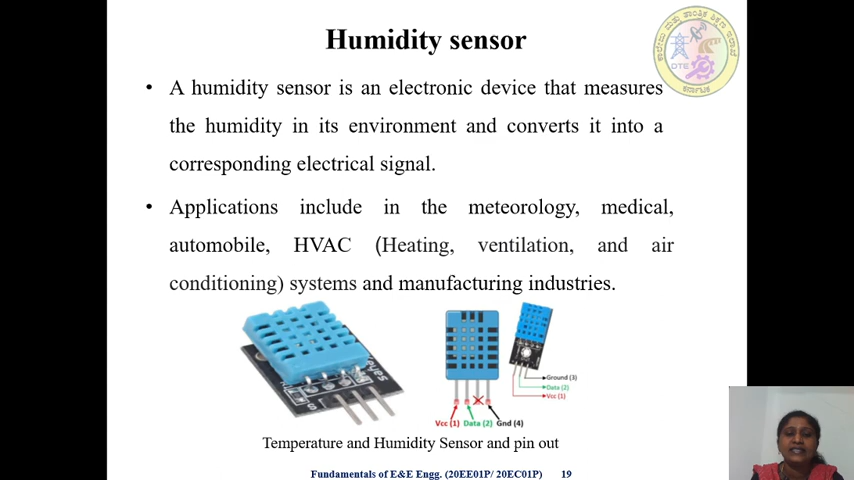 Humidity sensor
• A humidity sensor is an electronic device that measures
the humidity in its environment and converts it into a
corresponding electrical signal.
• Applications include in the meteorology, medical,
automobile, HVAC (Heating, ventilation, and air
conditioning) systems and manufacturing industries.
DTE
ಕರ್ನಾಟಕ
Ground (3)
Data (2)
Vcc (1)
Vcc (1) Data (2) Gnd (4)
Temperature and Humidity Sensor and pin out
Fundamentals of E&E Engg. (20EE01P/ 20EC01P) 19